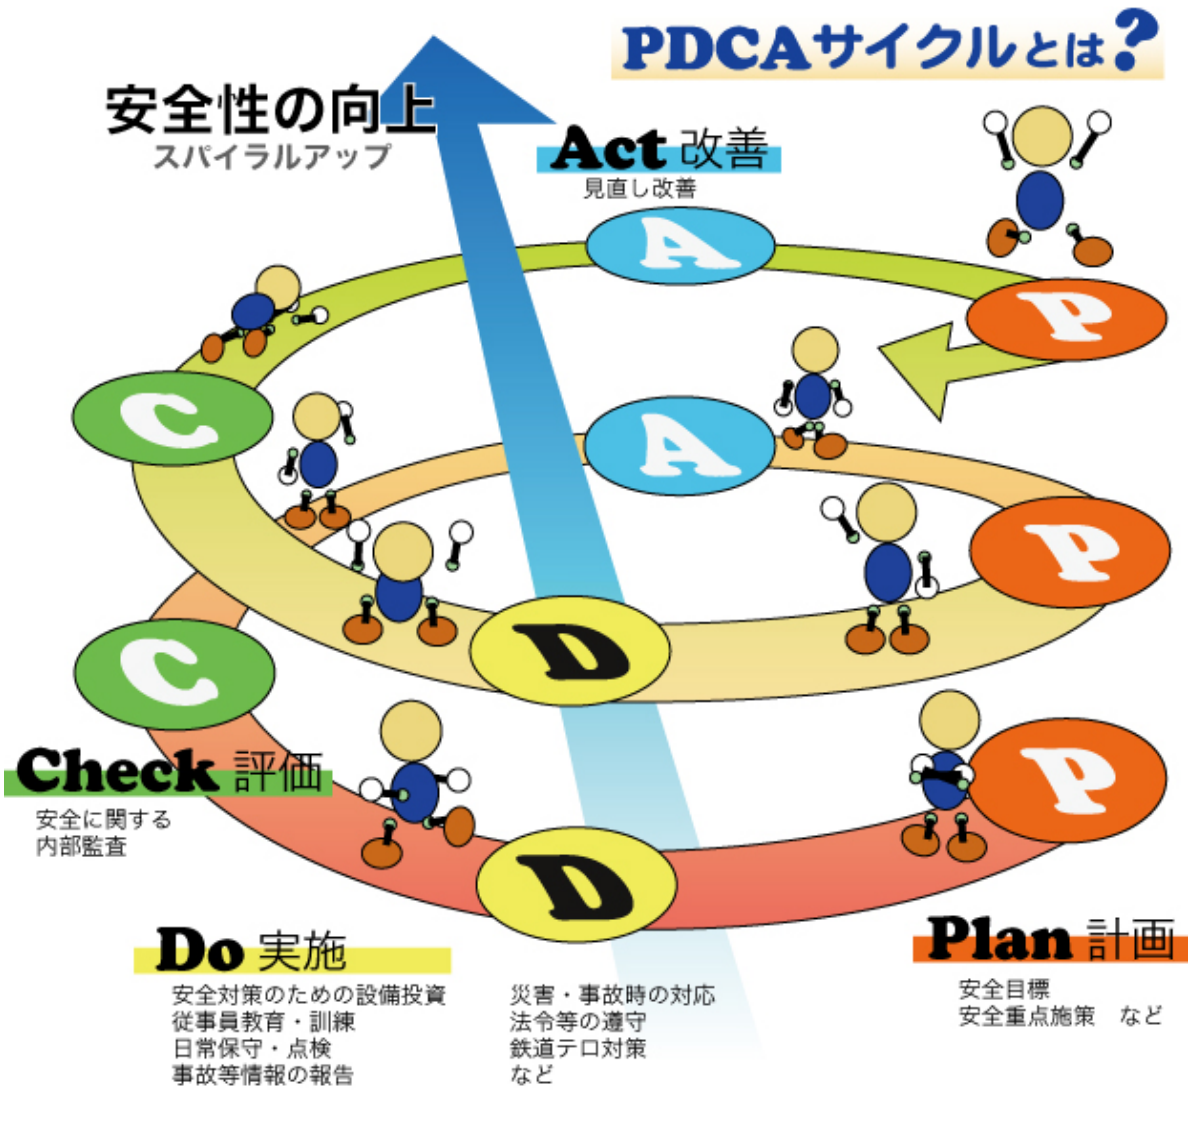 PDCAサイクルとは?
安全性の向上
スパイラルアップ
Act 改善
見直し改善
A
P
C
A
P
D
C
P
D
Check 評価
安全に関する
内部監査
Do 実施
安全対策のための設備投資
従事員教育・訓練
日常保守・点検
事故等情報の報告
災害・事故時の対応
法令等の遵守
鉄道テロ対策
など
Plan 計画
安全目標
安全重点施策　など